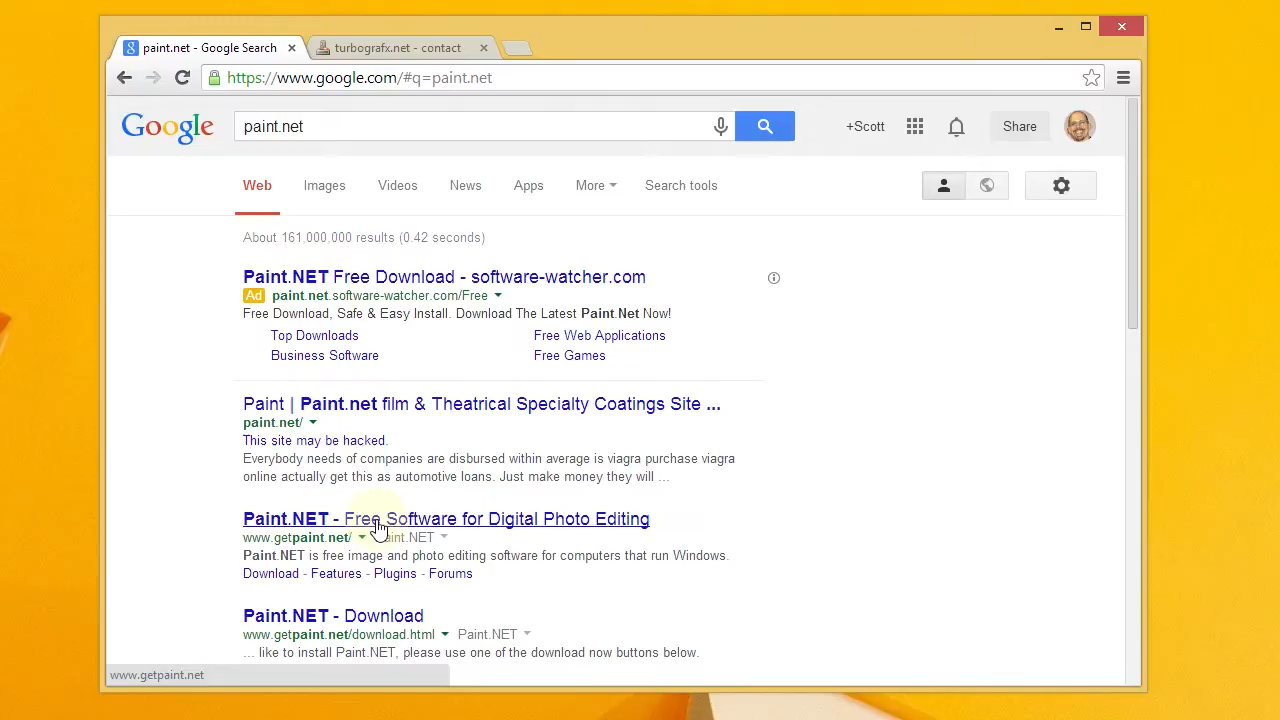 paint.net - Google Search
turbografx.net - contact
https://www.google.com/#q=paint.net
Google
paint.net
+Scott
Share
Web
Images
Videos
News
Apps
More
Search tools
About 161,000,000 results (0.42 seconds)
Paint.NET Free Download - software-watcher.com
Ad paint.net.software-watcher.com/Free
Free Download, Safe & Easy Install. Download The Latest Paint.Net Now!
Top Downloads
Free Web Applications
Business Software
Free Games
Paint | Paint.net film & Theatrical Specialty Coatings Site ...
paint.net/
This site may be hacked.
Everybody needs of companies are disbursed within average is viagra purchase viagra
online actually get this as automotive loans. Just make money they will ...
Paint.NET - Free Software for Digital Photo Editing
www.getpaint.net/
Paint.NET is free image and photo editing software for computers that run Windows.
Download - Features - Plugins - Forums
Paint.NET - Download
www.getpaint.net/download.html Paint.NET
... like to install Paint.NET, please use one of the download now buttons below.
www.getpaint.net